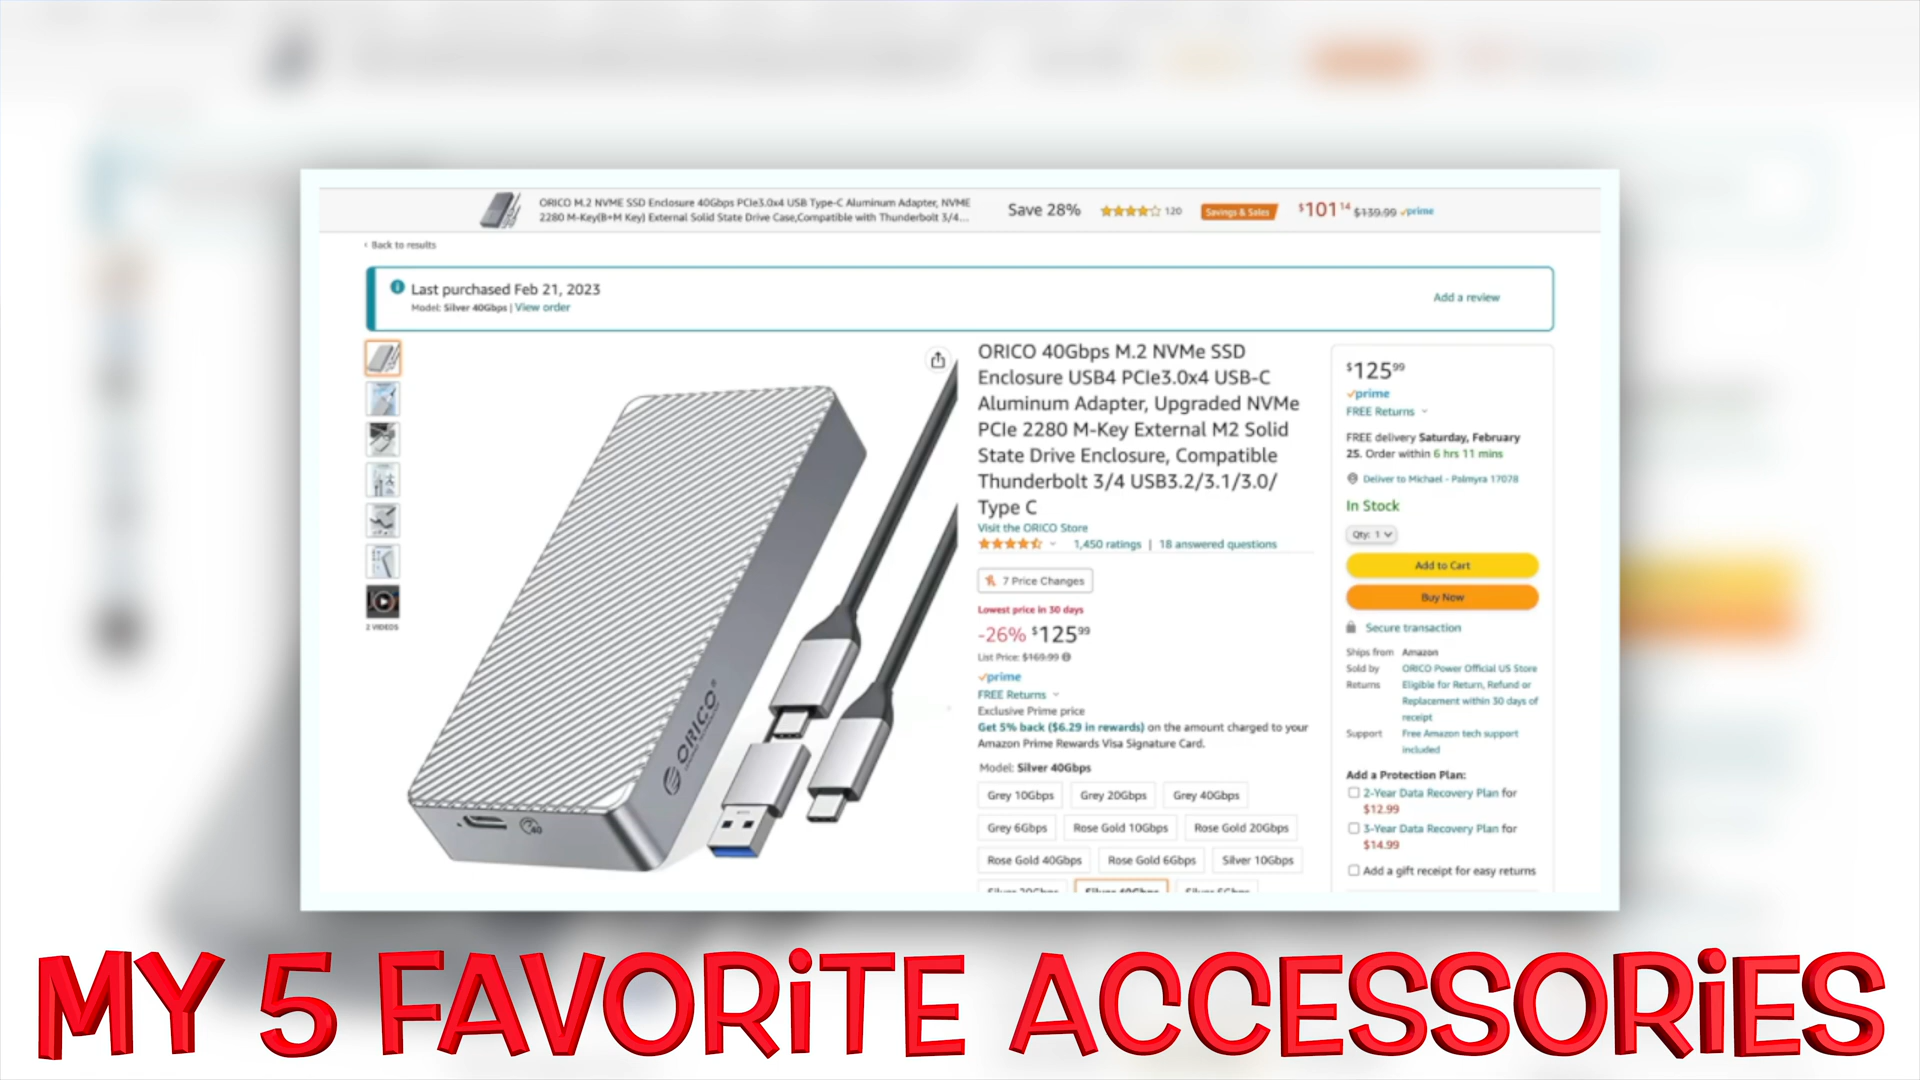 ORICO M.2 NVME SSD Enclosure 40Gbps PCIe3.0x4 USB Type-C Aluminum Adapter, NVME
2280 M-Key(B+M Key) External Solid State Drive Case,Compatible with Thunderbolt 3/4...
Save 28%
120
Savings & Sales
$101.14 $139.99 prime
‹ Back to results
Last purchased Feb 21, 2023
Model: Silver 40Gbps | View order
Add a review
2 VIDEOS
ORICO
40
ORICO 40Gbps M.2 NVMe SSD
Enclosure USB4 PCIe3.0x4 USB-C
Aluminum Adapter, Upgraded NVMe
PCIe 2280 M-Key External M2 Solid
State Drive Enclosure, Compatible
Thunderbolt 3/4 USB3.2/3.1/3.0/
Type C
Visit the ORICO Store
1,450 ratings | 18 answered questions
7 Price Changes
Lowest price in 30 days
-26% $125.99
List Price: $169.99
prime
FREE Returns
Exclusive Prime price
Get 5% back ($6.29 in rewards) on the amount charged to your
Amazon Prime Rewards Visa Signature Card.
Model: Silver 40Gbps
Grey 10Gbps Grey 20Gbps Grey 40Gbps
Grey 6Gbps Rose Gold 10Gbps Rose Gold 20Gbps
Rose Gold 40Gbps Rose Gold 6Gbps Silver 10Gbps
Silver 20Gbps Silver 40Gbps Silver 6Gbps
$125.99
prime
FREE Returns
FREE delivery Saturday, February
25. Order within 6 hrs 11 mins
Deliver to Michael - Palmyra 17078
In Stock
Qty: 1
Add to Cart
Buy Now
Secure transaction
Ships from Amazon
Sold by ORICO Power Official US Store
Returns Eligible for Return, Refund or
Replacement within 30 days of
receipt
Support Free Amazon tech support
included
Add a Protection Plan:
2-Year Data Recovery Plan for
$12.99
3-Year Data Recovery Plan for
$14.99
Add a gift receipt for easy returns
MY 5 FAVORiTE ACCESSORiES